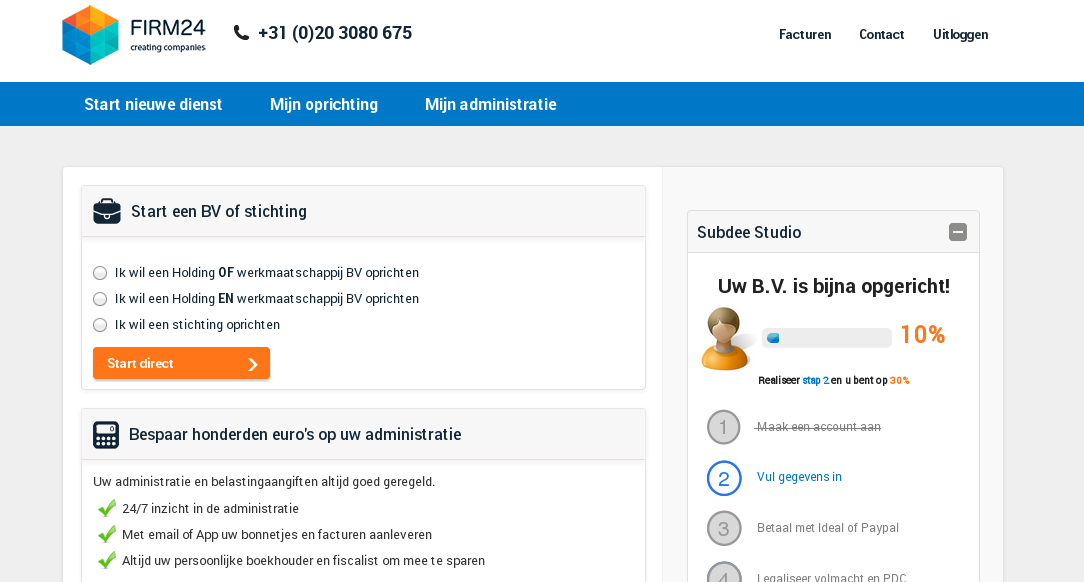 FIRM24
creating companies
+31 (0)20 3080 675
Facturen Contact Uitloggen
Start nieuwe dienst Mijn oprichting Mijn administratie
Start een BV of stichting
Ik wil een Holding OF werkmaatschappij BV oprichten
Ik wil een Holding EN werkmaatschappij BV oprichten
Ik wil een stichting oprichten
Start direct
Bespaar honderden euro's op uw administratie
Uw administratie en belastingaangiften altijd goed geregeld.
24/7 inzicht in de administratie
Met email of App uw bonnetjes en facturen aanleveren
Altijd uw persoonlijke boekhouder en fiscalist om mee te sparen
Subdee Studio
Uw B.V. is bijna opgericht!
10%
Realiseer stap 2 en u bent op 30%
1 Maak een account aan
2 Vul gegevens in
3 Betaal met Ideal of Paypal
4 Legaliseer volmacht en PDC